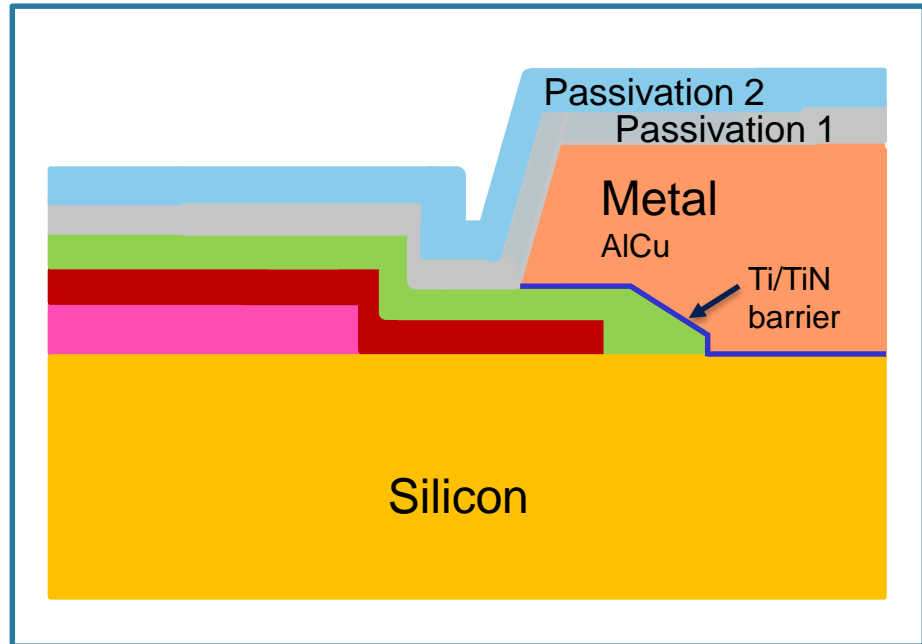 Passivation 2
Passivation 1
Metal
AlCu
Ti/TiN
barrier
Silicon